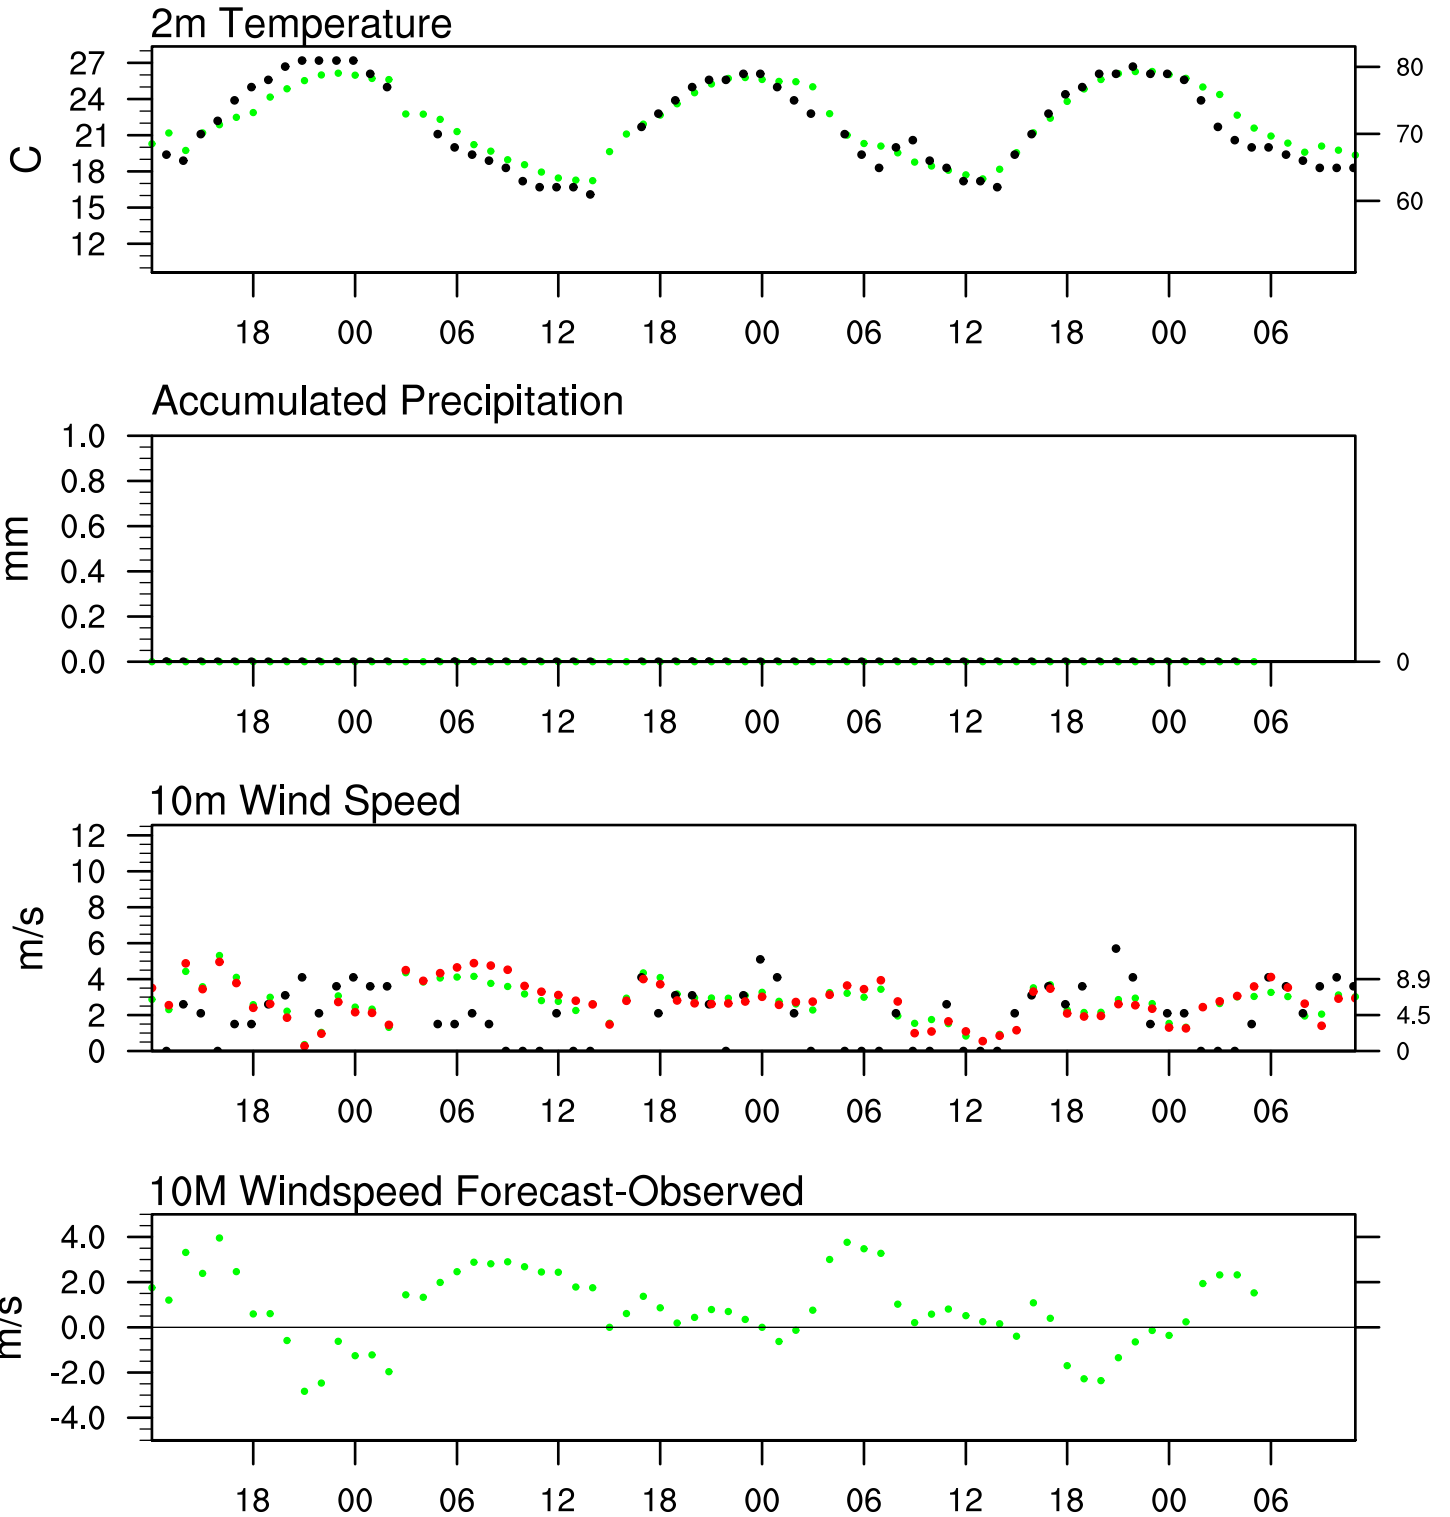 2m Temperature
27
24
21
18
15
12
C
80
70
60
18 00 06 12 18 00 06 12 18 00 06
Accumulated Precipitation
1.0
0.8
0.6
0.4
0.2
0.0
mm
0
18 00 06 12 18 00 06 12 18 00 06
10m Wind Speed
12
10
8
6
4
2
0
m/s
8.9
4.5
0
18 00 06 12 18 00 06 12 18 00 06
10M Windspeed Forecast-Observed
4.0
2.0
0.0
-2.0
-4.0
m/s
18 00 06 12 18 00 06 12 18 00 06